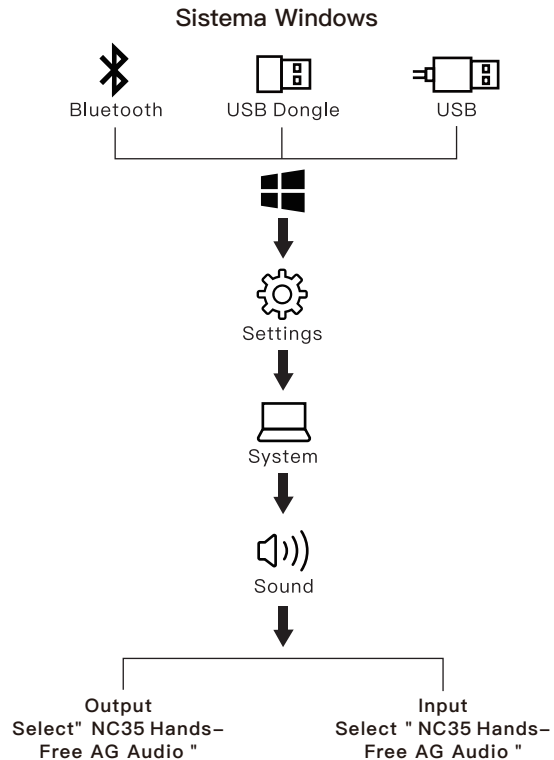 Sistema Windows
Bluetooth
USB Dongle
USB
Settings
System
Sound
Output
Select" NC35 Hands–
Free AG Audio "
Input
Select " NC35 Hands–
Free AG Audio "